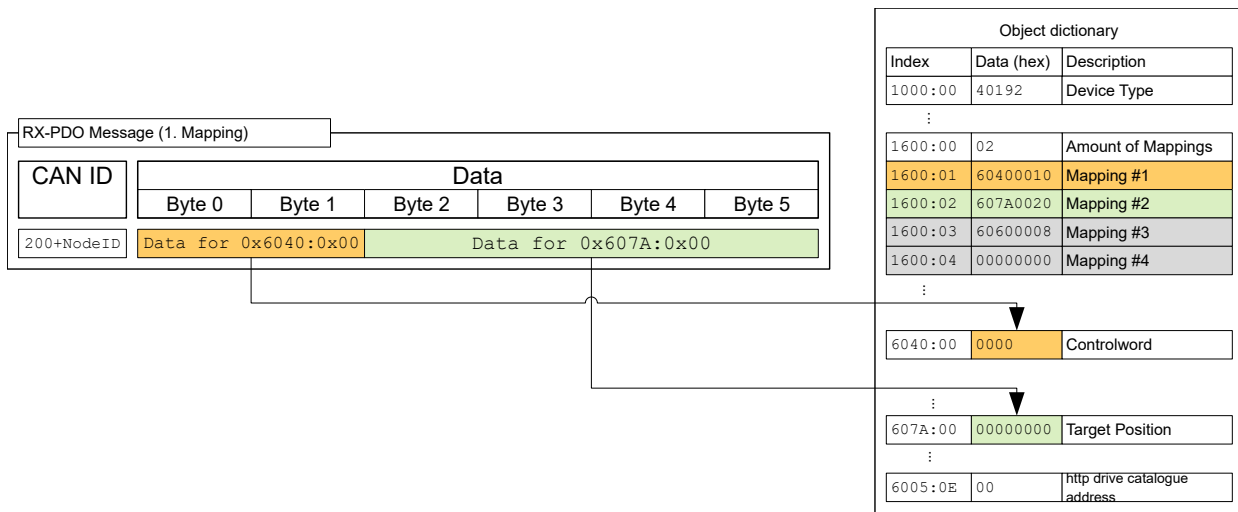 RX-PDO Message (1. Mapping)
CAN ID
Data
Byte 0 Byte 1 Byte 2 Byte 3 Byte 4 Byte 5
200+NodeID Data for 0x6040:0x00 Data for 0x607A:0x00
Object dictionary
Index Data (hex) Description
1000:00 40192 Device Type
⋮
1600:00 02 Amount of Mappings
1600:01 60400010 Mapping #1
1600:02 607A0020 Mapping #2
1600:03 60600008 Mapping #3
1600:04 00000000 Mapping #4
⋮
6040:00 0000 Controlword
⋮
607A:00 00000000 Target Position
⋮
6005:0E 00 http drive catalogue
address